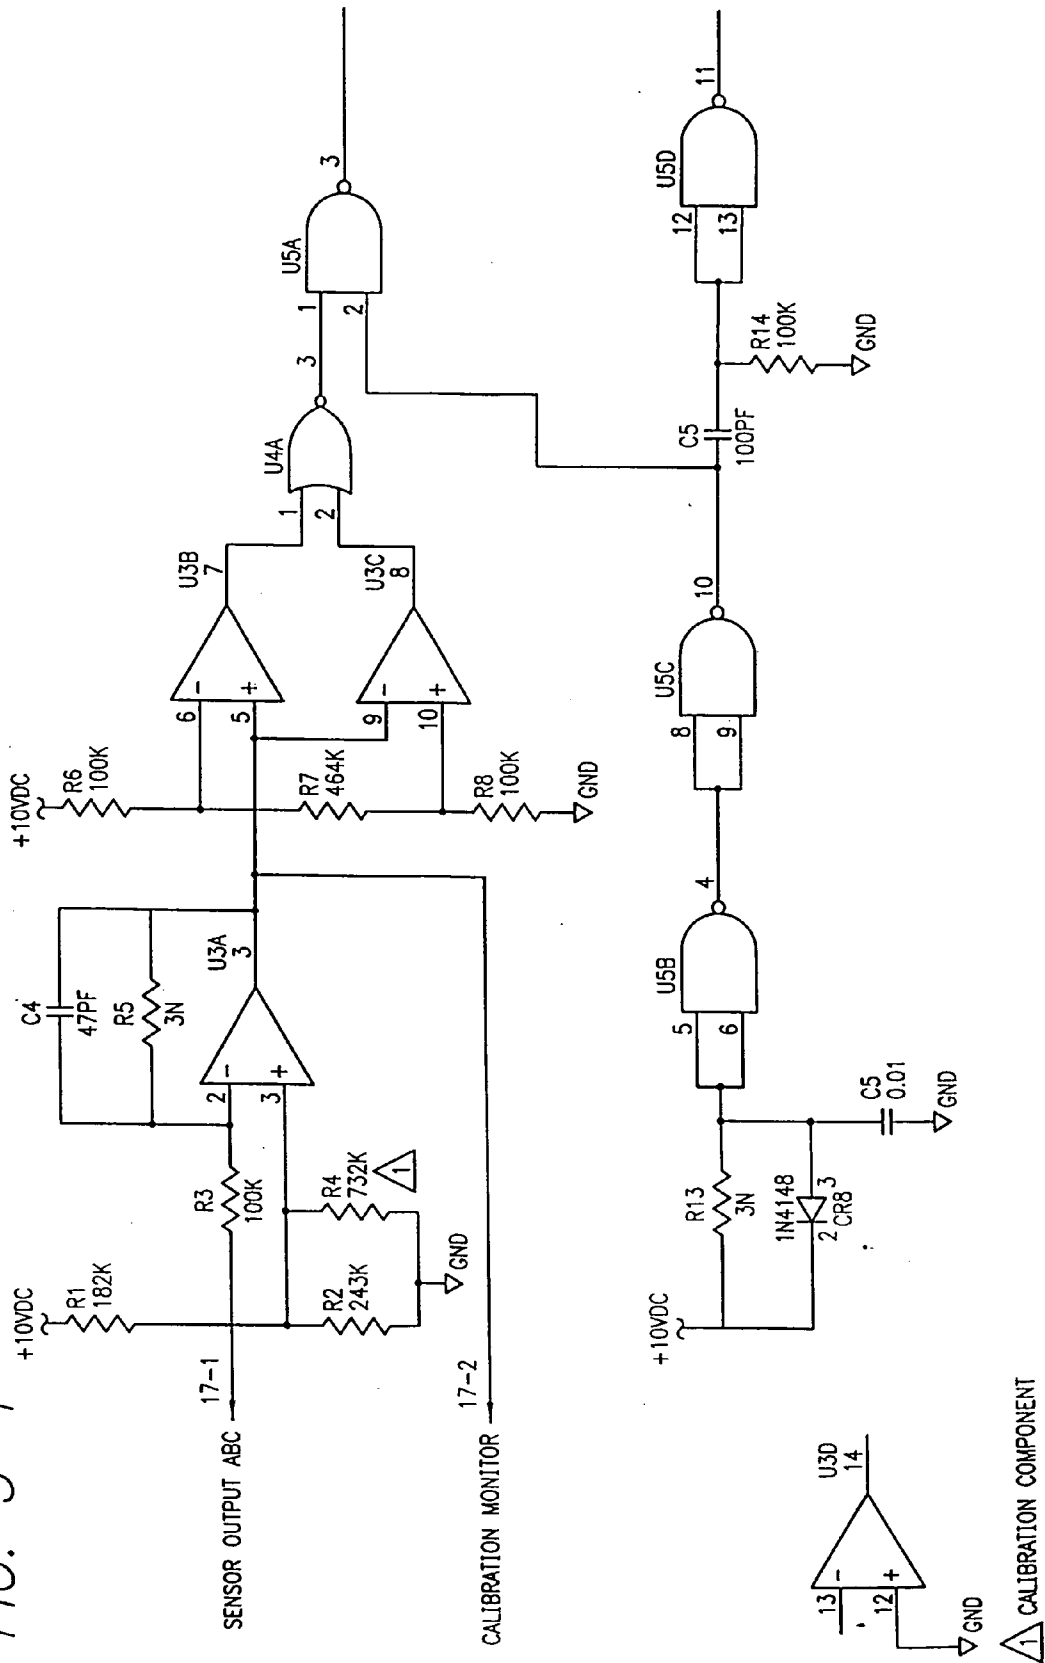 +10VDC
R1
182K
SENSOR OUTPUT ABC
17-1
R3
100K
R2
243K
R4
732K
1
GND
C4
47PF
R5
3N
2
3
-
+
U3A
3
CALIBRATION MONITOR
17-2
+10VDC
R6
100K
R7
464K
R8
100K
GND
6
5
-
+
U3B
7
9
10
-
+
U3C
8
1
2
U4A
3
1
2
U5A
3
+10VDC
R13
3N
1N4148
2
3
CR8
C5
0.01
GND
5
6
U5B
4
8
9
U5C
10
C5
100PF
R14
100K
GND
12
13
U5D
11
13
12
-
+
U3D
14
GND
1 CALIBRATION COMPONENT